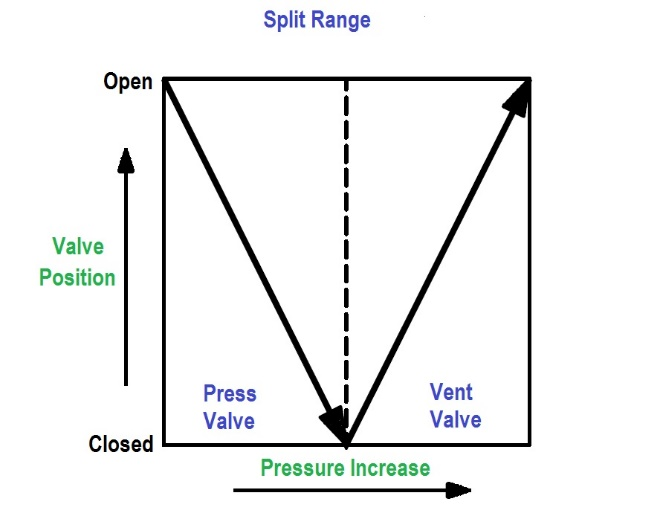 Split Range
Open
Valve
Position
Press
Valve
Vent
Valve
Closed
Pressure Increase